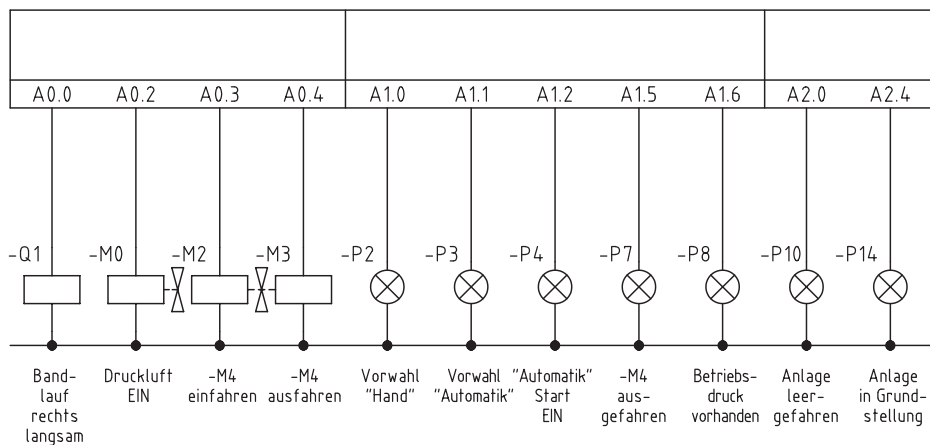 A0.0 A0.2 A0.3 A0.4 A1.0 A1.1 A1.2 A1.5 A1.6 A2.0 A2.4
-Q1 -M0 -M2 -M3 -P2 -P3 -P4 -P7 -P8 -P10 -P14
Band-
lauf
rechts
langsam
Druckluft
EIN
-M4
einfahren
-M4
ausfahren
Vorwahl
"Hand"
Vorwahl
"Automatik"
"Automatik"
Start
EIN
-M4
aus-
gefahren
Betriebs-
druck
vorhanden
Anlage
leer-
gefahren
Anlage
in Grund-
stellung